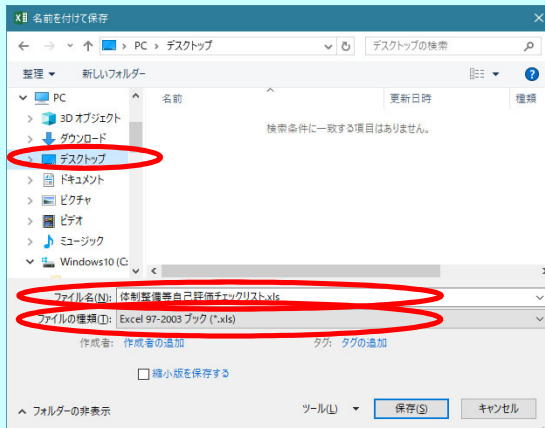 名前を付けて保存
PC › デスクトップ
デスクトップの検索
整理 ▼ 新しいフォルダー
PC
3D オブジェクト
ダウンロード
デスクトップ
ドキュメント
ピクチャ
ビデオ
ミュージック
Windows10 (C:
名前 更新日時 種類
検索条件に一致する項目はありません。
ファイル名(N): 体制整備等自己評価チェックリスト.xls
ファイルの種類(T): Excel 97-2003 ブック (*.xls)
作成者: 作成者の追加 タグ: タグの追加
縮小版を保存する
フォルダーの非表示 ツール(L) ▼ 保存(S) キャンセル